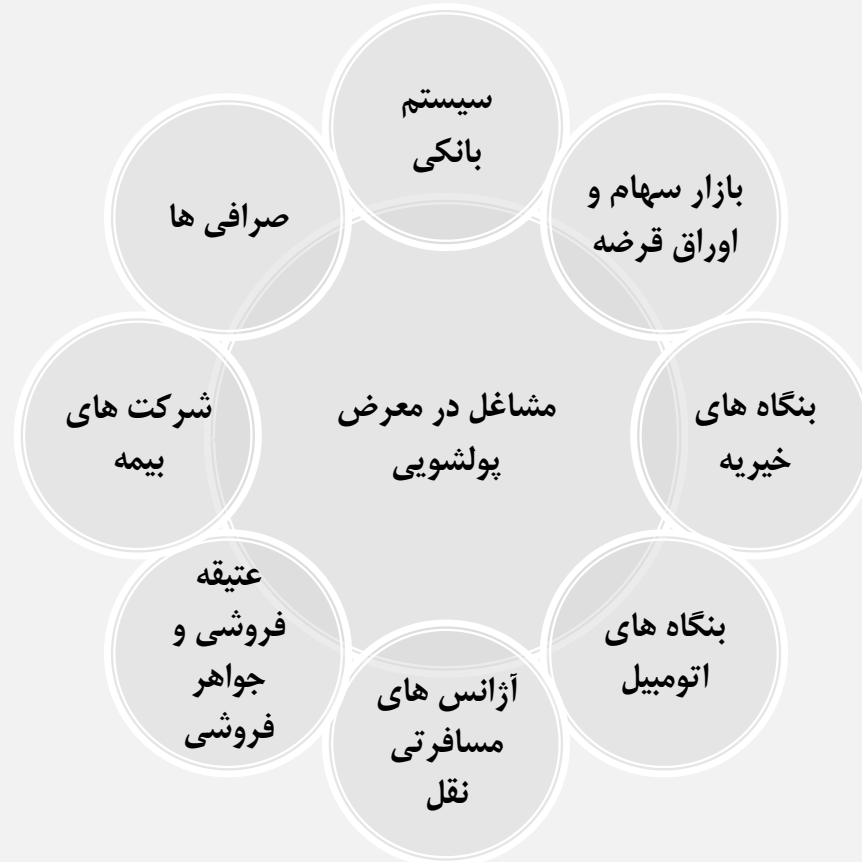 سیستم
بانکی
بازار سهام و
اوراق قرضه
بنگاه های
خیریه
بنگاه های
اتومبیل
آژانس های
مسافرتی
نقل
عتیقه
فروشی و
جواهر
فروشی
شرکت های
بیمه
صرافی ها
مشاغل در معرض
پولشویی